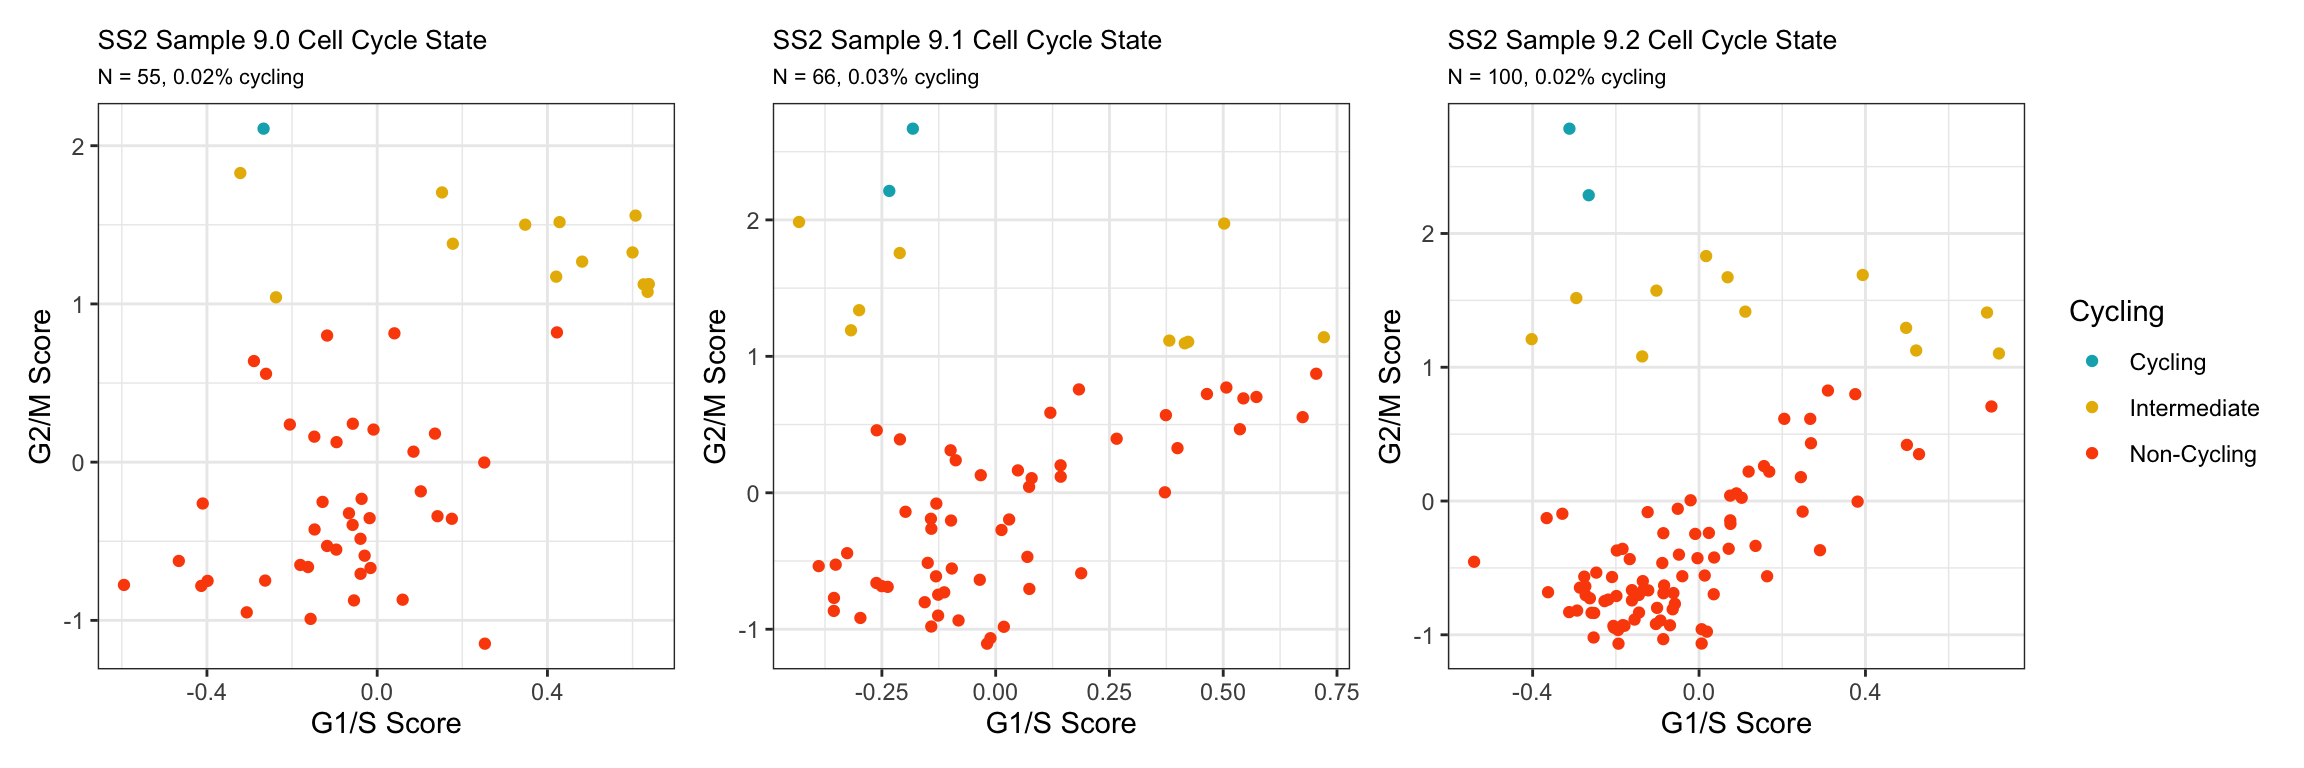 SS2 Sample 9.0 Cell Cycle State
N = 55, 0.02% cycling
2
1
0
-1
G2/M Score
-0.4 0.0 0.4
G1/S Score
SS2 Sample 9.1 Cell Cycle State
N = 66, 0.03% cycling
2
1
0
-1
G2/M Score
-0.25 0.00 0.25 0.50 0.75
G1/S Score
SS2 Sample 9.2 Cell Cycle State
N = 100, 0.02% cycling
2
1
0
-1
G2/M Score
-0.4 0.0 0.4
G1/S Score
Cycling
Cycling
Intermediate
Non-Cycling